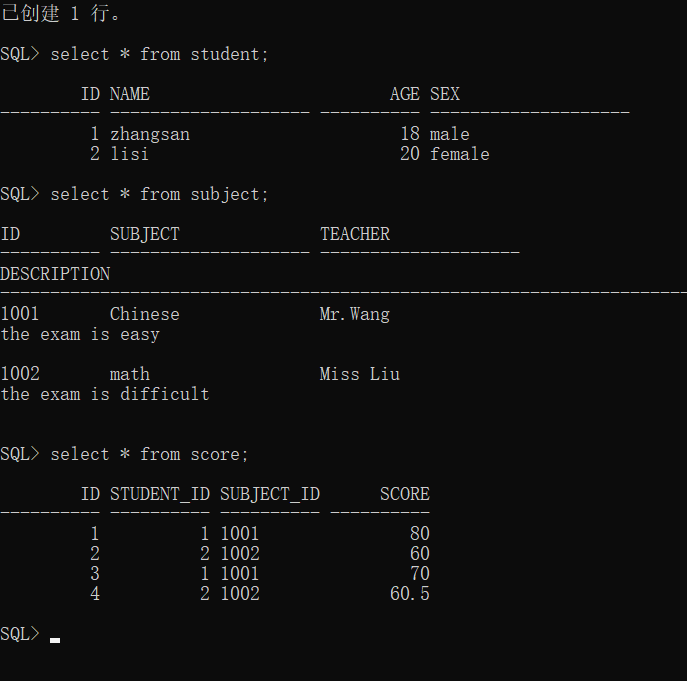 已创建 1 行。
SQL> select * from student;
ID NAME AGE SEX
---------- -------------------- ---------- --------------------
1 zhangsan 18 male
2 lisi 20 female
SQL> select * from subject;
ID SUBJECT TEACHER
---------- -------------------- --------------------
DESCRIPTION
--------------------------------------------------------------------------------
1001 Chinese Mr.Wang
the exam is easy
1002 math Miss Liu
the exam is difficult
SQL> select * from score;
ID STUDENT_ID SUBJECT_ID SCORE
---------- ---------- ---------- ----------
1 1 1001 80
2 2 1002 60
3 1 1001 70
4 2 1002 60.5
SQL>